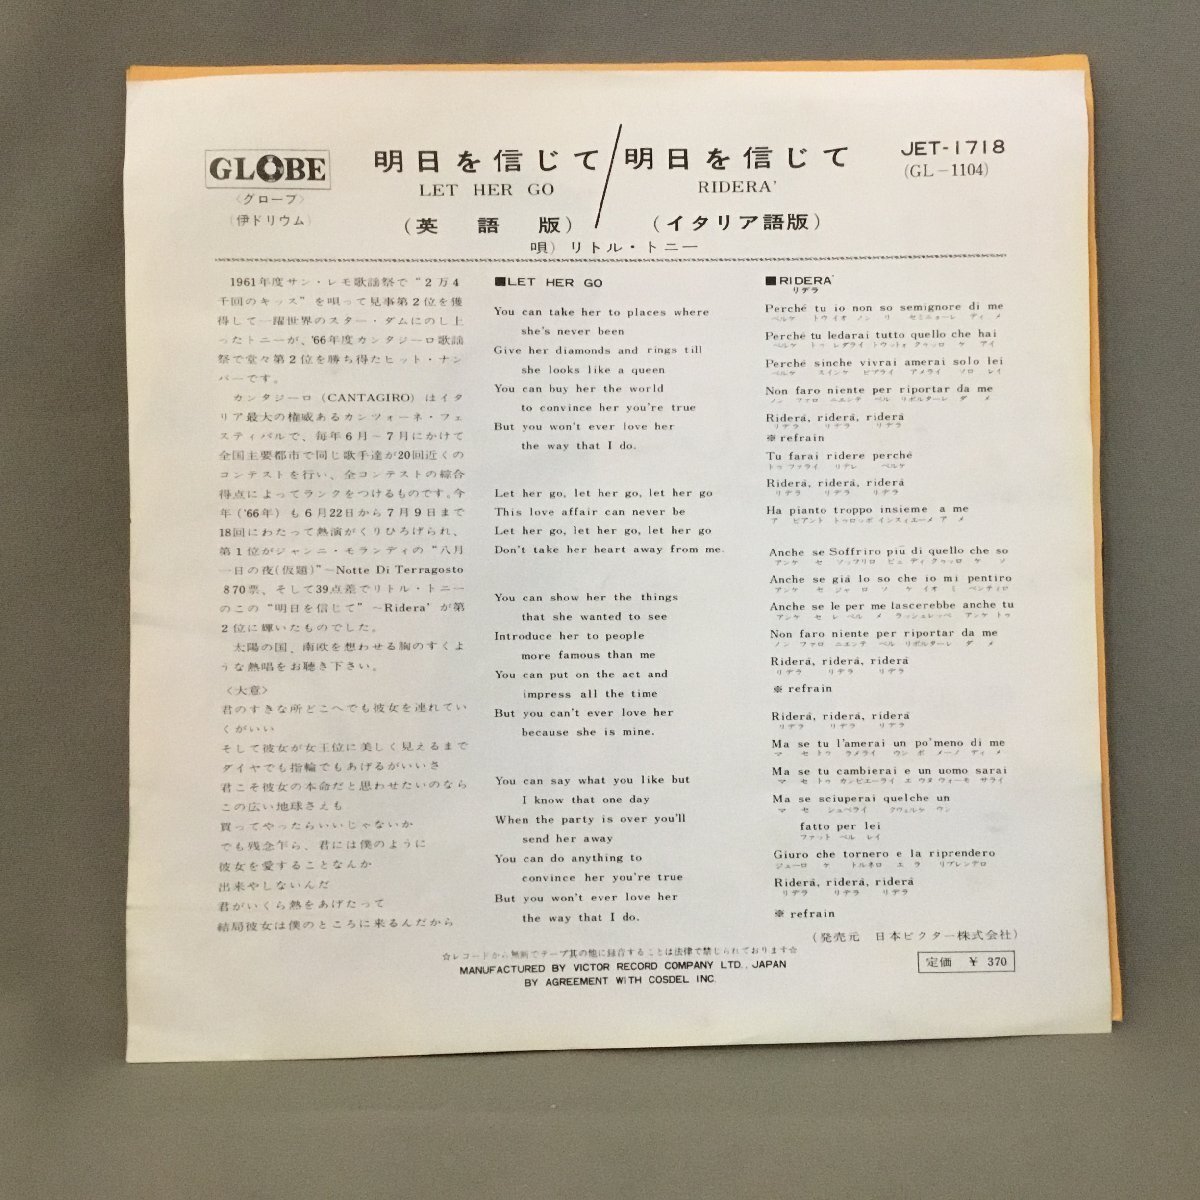 GLOBE
〈グローブ〉
(伊ドリウム)
明日を信じて/明日を信じて
LET HER GO
RIDERA'
(英語版)
(イタリア語版)
唄) リトル・トニー
JET-1718
(GL-1104)
1961年度サン・レモ歌謡祭で“2万4
千回のキッス”を唄って見事第2位を獲
得して一躍世界のスター・ダムにのし上
ったトニーが、'66年度カンタジーロ歌謡
祭で堂々第2位を勝ち得たヒット・ナン
バーです。
カンタジーロ(CANTAGIRO)はイタ
リア最大の権威あるカンツォーネ・フェ
スティバルで、毎年6月~7月にかけて
全国主要都市で同じ歌手達が20回近くの
コンテストを行い、全コンテストの綜合
得点によってランクをつけるものです。今
年('66年)も6月22日から7月9日まで
18回にわたって熱演がくりひろげられ、
第1位がジャンニ・モランディの“八月
一日の夜(仮題)”~Notte Di Terragosto
870票、そして39点差でリトル・トニー
のこの“明日を信じて”~Ridera'が第
2位に輝いたものでした。
太陽の国、南欧を想わせる胸のすくよ
うな熱唱をお聴き下さい。
〈大意〉
君のすきな所どこへでも彼女を連れてい
くがいい
そして彼女が女王位に美しく見えるまで
ダイヤでも指輪でもあげるがいいさ
君こそ彼女の本命だと思わせたいのなら
この広い地球さえも
買ってやったらいいじゃないか
でも残念乍ら、君には僕のように
彼女を愛することなんか
出来やしないんだ
君がいくら熱をあげたって
結局彼女は僕のところに来るんだから
■LET HER GO
You can take her to places where
she's never been
Give her diamonds and rings till
she looks like a queen
You can buy her the world
to convince her you're true
But you won't ever love her
the way that I do.
Let her go, let her go, let her go
This love affair can never be
Let her go, let her go, let her go
Don't take her heart away from me.
You can show her the things
that she wanted to see
Introduce her to people
more famous than me
You can put on the act and
impress all the time
But you can't ever love her
because she is mine.
You can say what you like but
I know that one day
When the party is over you'll
send her away
You can do anything to
convince her you're true
But you won't ever love her
the way that I do.
■RIDERA'
リデラ
Perché tu io non so semignore di me
Perché tu ledarai tutto quello che hai
Perché sinche vivrai amerai solo lei
Non faro niente per riportar da me
Riderá, riderá, riderá
リデラ リデラ リデラ
※ refrain
Tu farai ridere perché
トゥ ファライ リデレ ペルケ
Riderá, riderá, riderá
リデラ リデラ リデラ
Ha pianto troppo insieme a me
Anche se Soffriro piú di quello che so
Anche se giá lo so che io mi pentiro
Anche se le per me lascerebbe anche tu
Non faro niente per riportar da me
Riderá, riderá, riderá
リデラ リデラ リデラ
※ refrain
Riderá, riderá, riderá
リデラ リデラ リデラ
Ma se tu l'amerai un po'meno di me
Ma se tu cambierai e un uomo sarai
Ma se sciuperai quelche un
fatto per lei
ファット ペル レイ
Giuro che tornero e la riprendero
Riderá, riderá, riderá
リデラ リデラ リデラ
※ refrain
(発売元 日本ビクター株式会社)
☆レコードから無断でテープ其の他に録音することは法律で禁じられております☆
MANUFACTURED BY VICTOR RECORD COMPANY LTD., JAPAN
BY AGREEMENT WITH COSDEL INC.
定価 ¥ 370